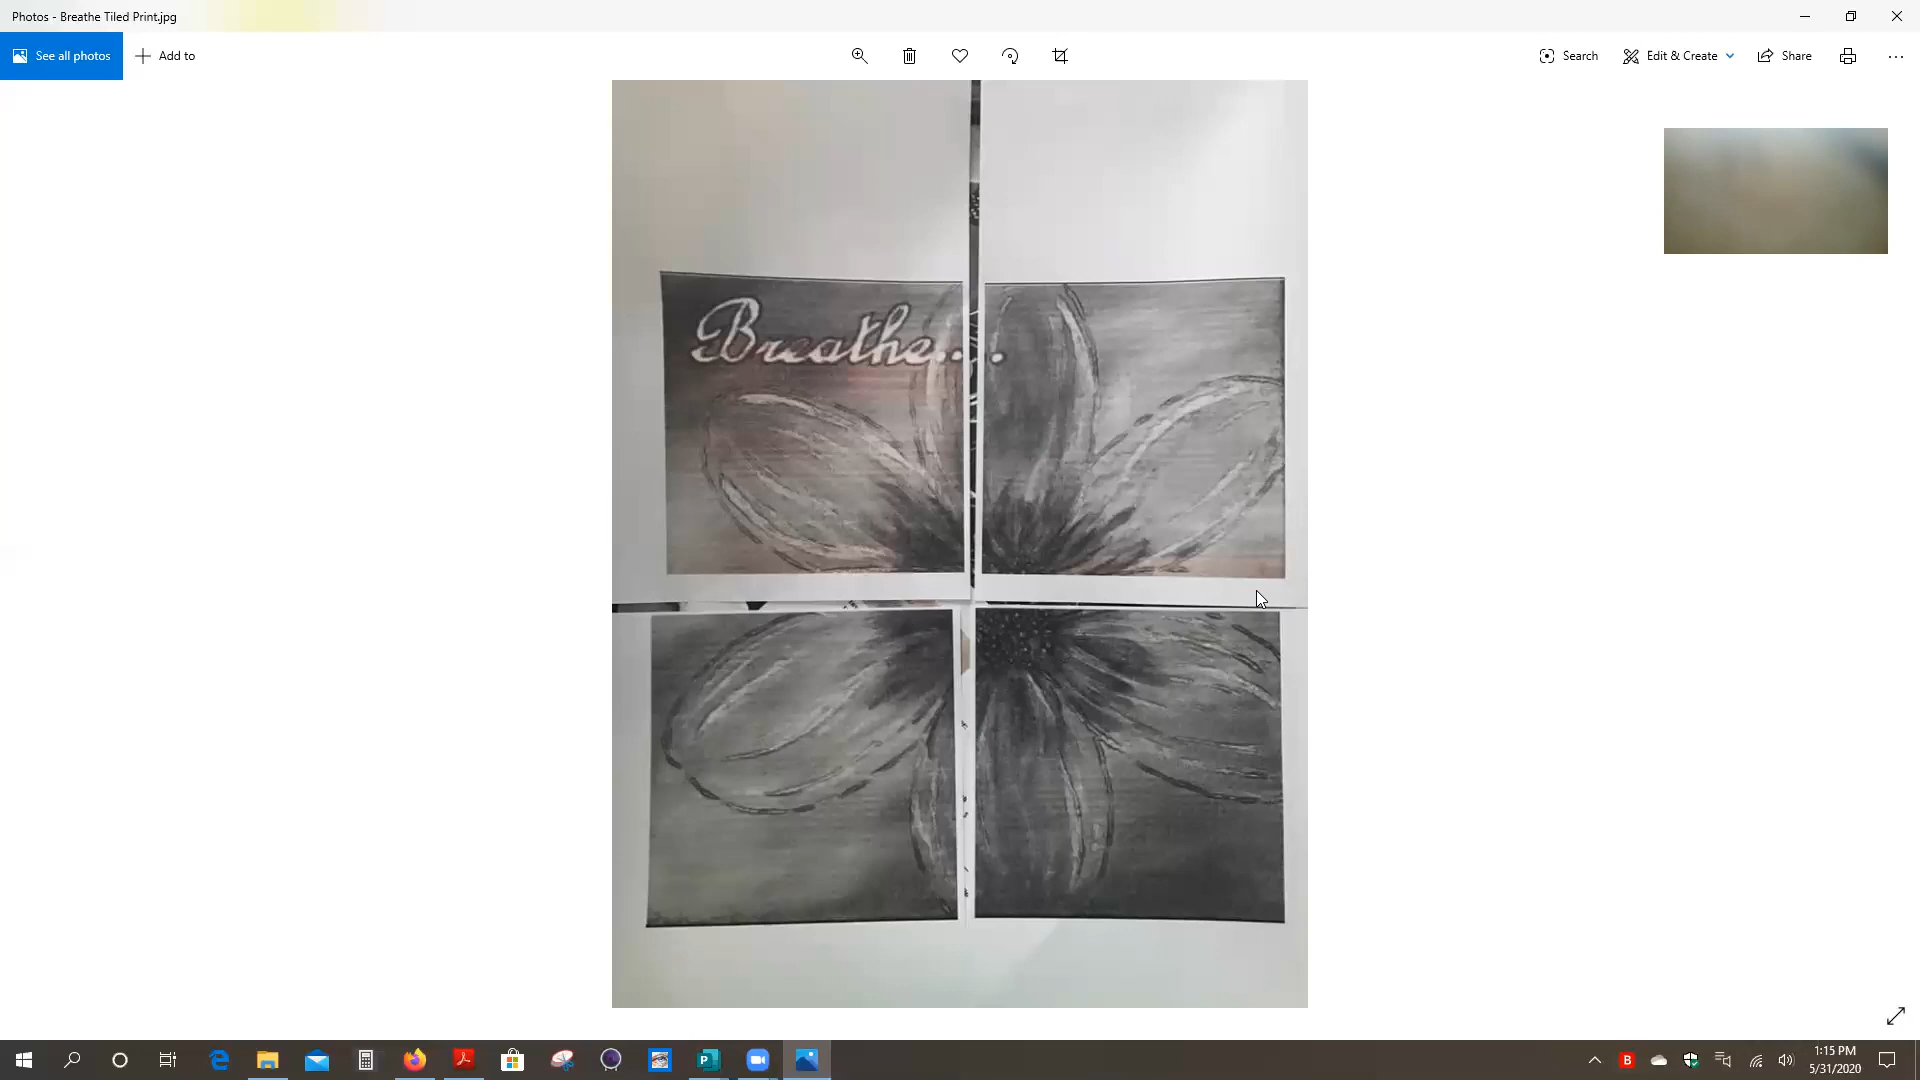 Photos - Breathe Tiled Print.jpg
See all photos
Add to
Search
Edit & Create
Share
Breathe....
1:15 PM
5/31/2020